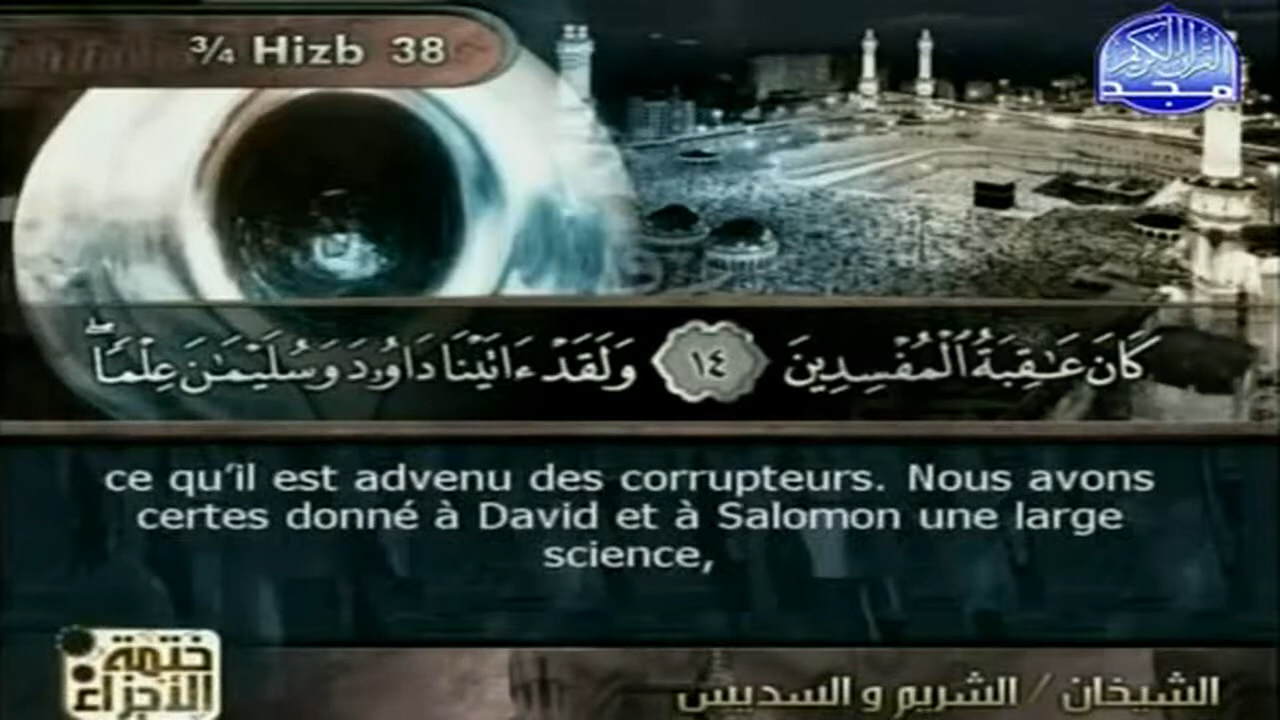 ¾ Hizb 38
القرآن الكريم
مجد
كَانَ عَـٰقِبَةُ ٱلْمُفْسِدِينَ ١٤ وَلَقَدْ ءَاتَيْنَا دَاوُۥدَ وَسُلَيْمَـٰنَ عِلْمًا ۖ
ce qu’il est advenu des corrupteurs. Nous avons
certes donné à David et à Salomon une large
science,
ختمة
الأجزاء
الشيخان / الشريم و السديس